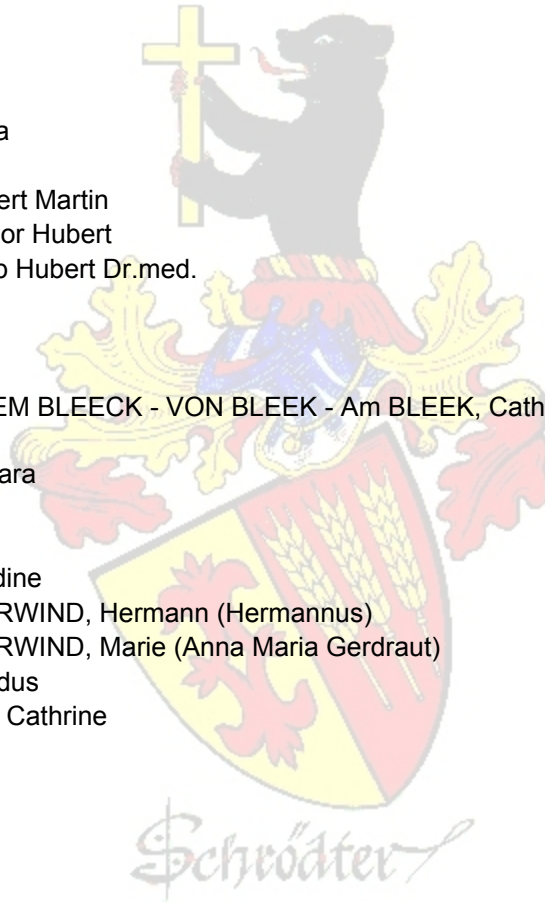 a
ert Martin
or Hubert
o Hubert Dr.med.
EM BLEECK - VON BLEEK - Am BLEEK, Cath
ara
dine
RWIND, Hermann (Hermannus)
RWIND, Marie (Anna Maria Gerdraut)
dus
Cathrine
Schrödter